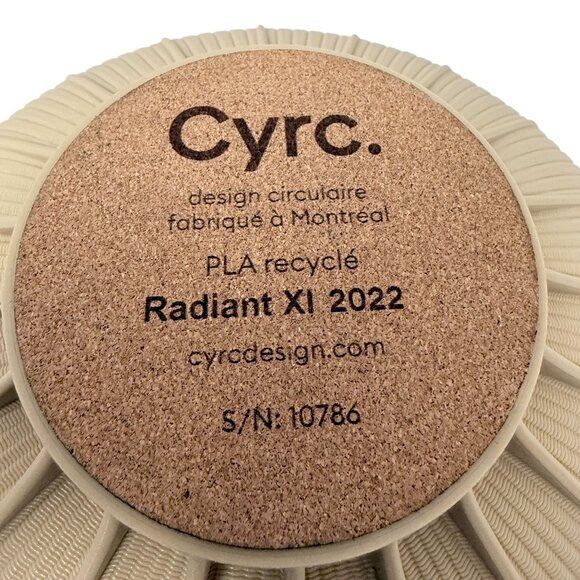 Cyrc.
design circulaire
fabriqué à Montréal
PLA recyclé
Radiant XI 2022
cyrcdesign.com
S/N: 10786